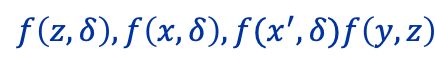 f(z, δ), f(x, δ), f(x′, δ)f(y, z)